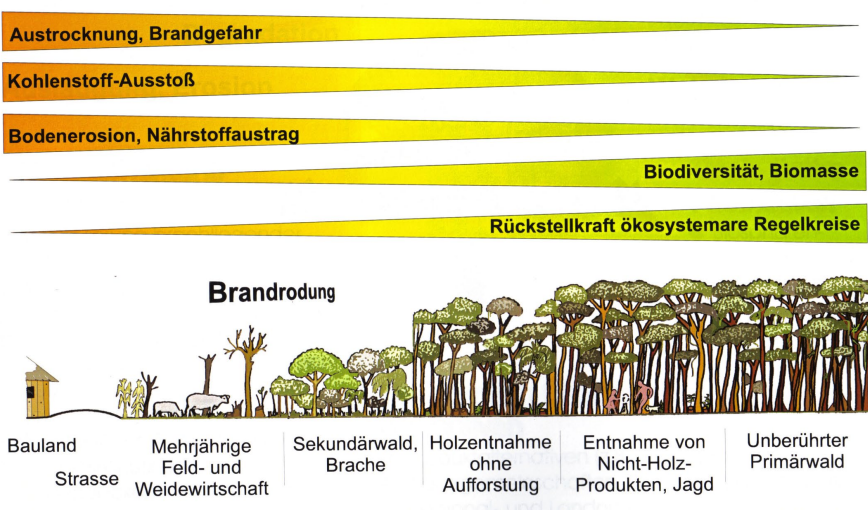 Austrocknung, Brandgefahr
Kohlenstoff-Ausstoß
Bodenerosion, Nährstoffaustrag
Biodiversität, Biomasse
Rückstellkraft ökosystemare Regelkreise
Brandrodung
Bauland
Strasse
Mehrjährige
Feld- und
Weidewirtschaft
Sekundärwald,
Brache
Holzentnahme
ohne
Aufforstung
Entnahme von
Nicht-Holz-
Produkten, Jagd
Unberührter
Primärwald